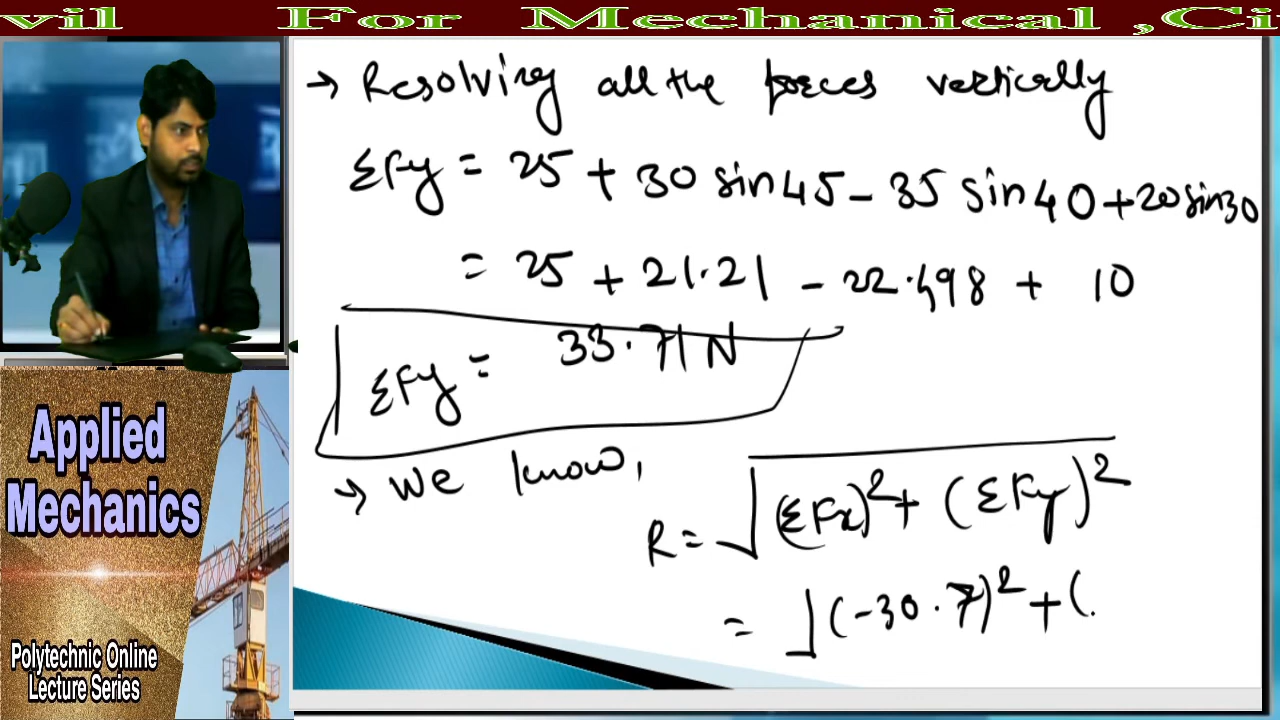 vil For Mechanical ,Ci
→ Resolving all the forces vertically
ΣFy = 25 + 30 sin45 - 35 sin40 + 20 sin30
= 25 + 21.21 - 22.498 + 10
ΣFy = 33.71 N
→ We know,
R = √(ΣFx)² + (ΣFy)²
= √(-30.7)² + (.
Applied
Mechanics
Polytechnic Online
Lecture Series